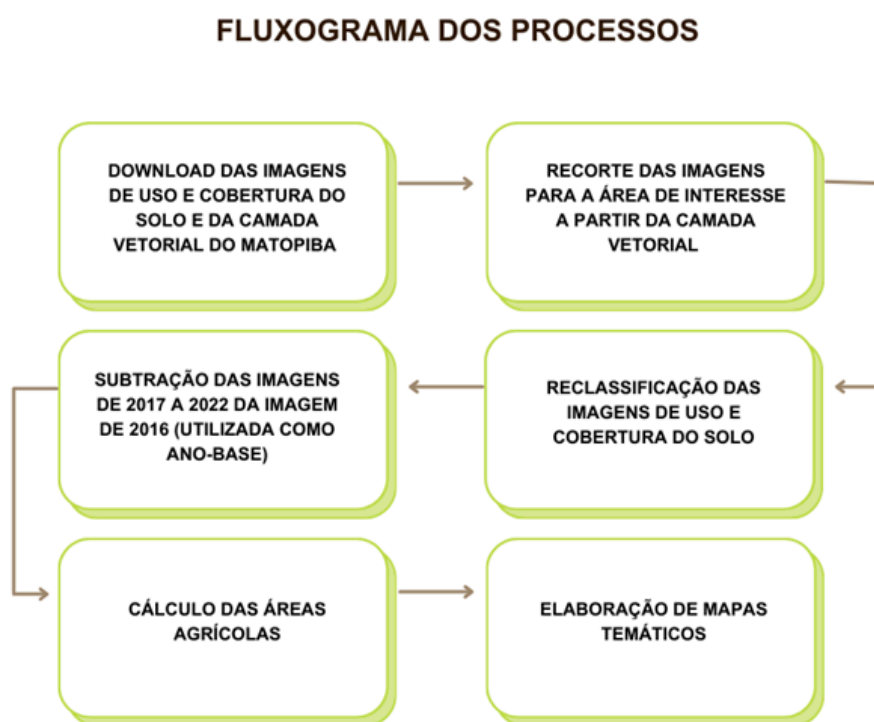 FLUXOGRAMA DOS PROCESSOS
DOWNLOAD DAS IMAGENS
DE USO E COBERTURA DO
SOLO E DA CAMADA
VETORIAL DO MATOPIBA
RECORTE DAS IMAGENS
PARA A ÁREA DE INTERESSE
A PARTIR DA CAMADA
VETORIAL
RECLASSIFICAÇÃO DAS
IMAGENS DE USO E
COBERTURA DO SOLO
SUBTRAÇÃO DAS IMAGENS
DE 2017 A 2022 DA IMAGEM
DE 2016 (UTILIZADA COMO
ANO-BASE)
CÁLCULO DAS ÁREAS
AGRÍCOLAS
ELABORAÇÃO DE MAPAS
TEMÁTICOS